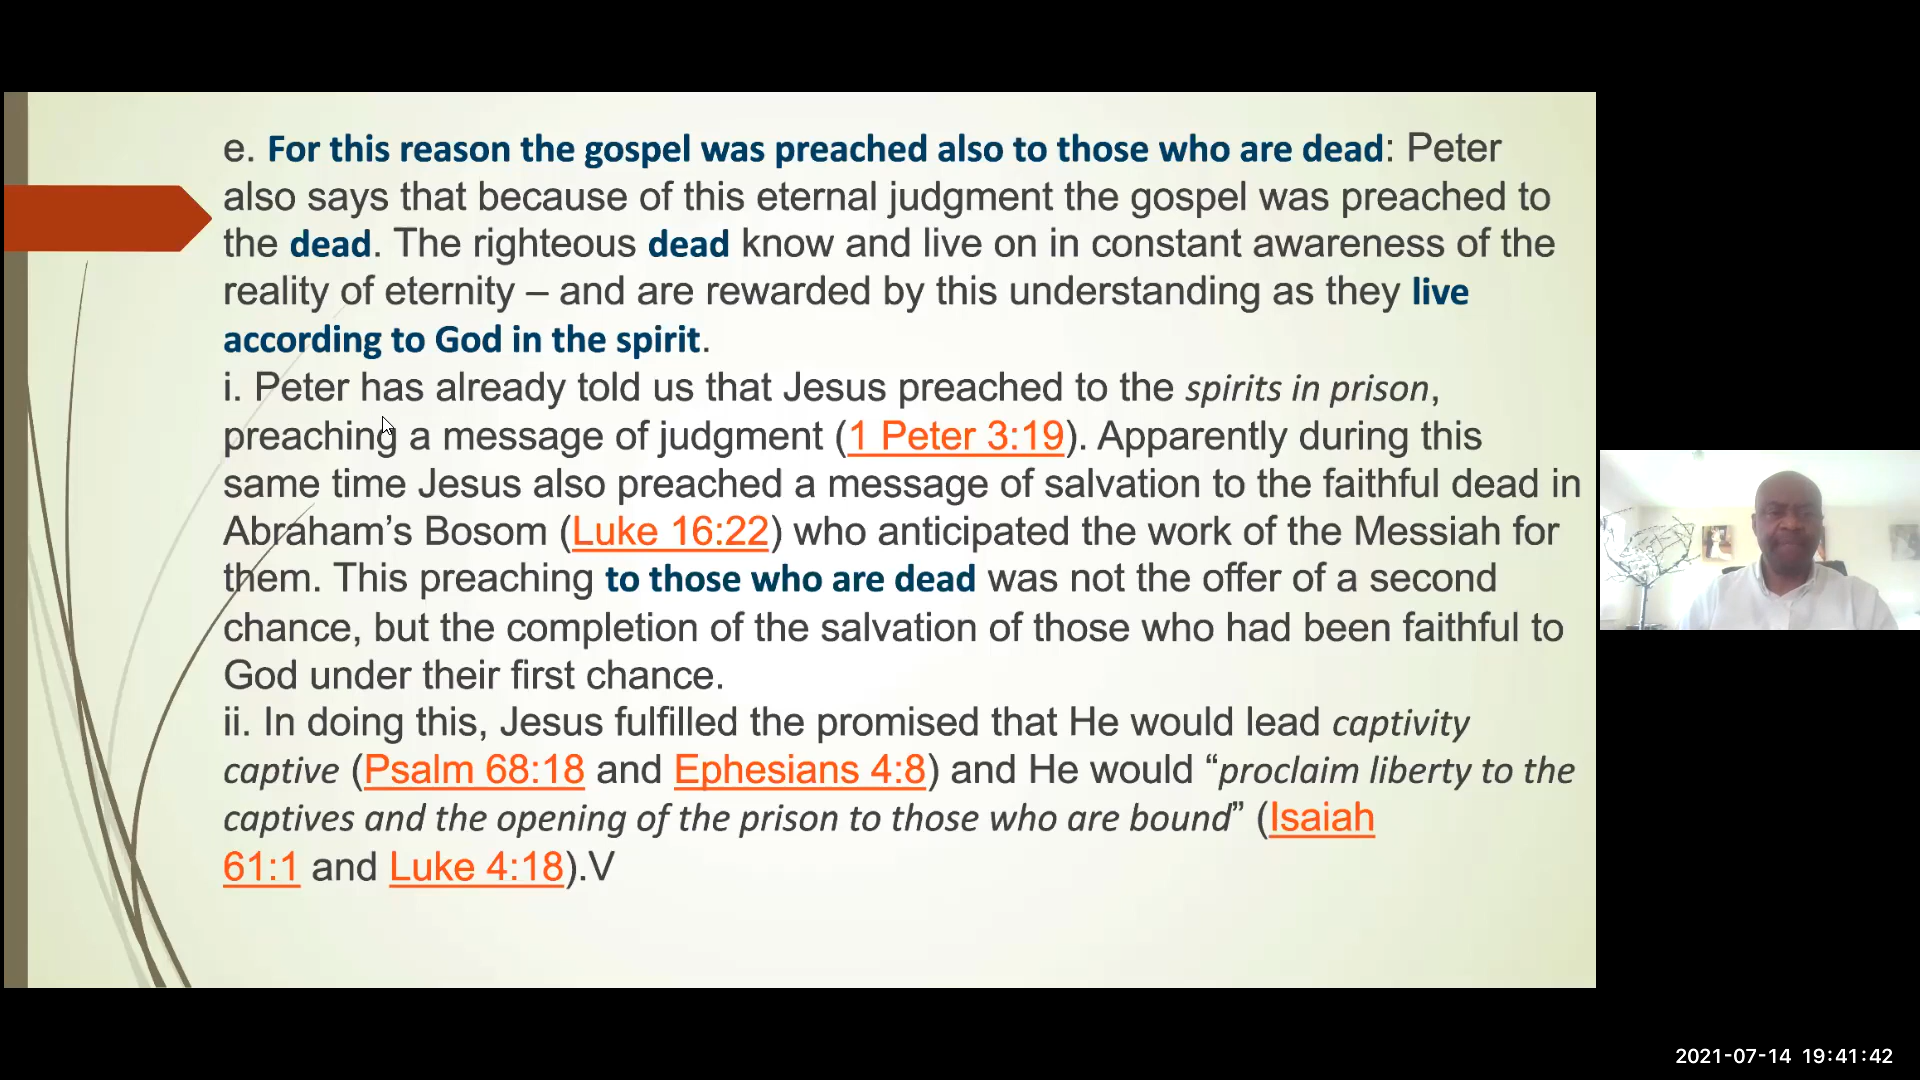 e. For this reason the gospel was preached also to those who are dead: Peter
also says that because of this eternal judgment the gospel was preached to
the dead. The righteous dead know and live on in constant awareness of the
reality of eternity – and are rewarded by this understanding as they live
according to God in the spirit.
i. Peter has already told us that Jesus preached to the spirits in prison,
preaching a message of judgment (1 Peter 3:19). Apparently during this
same time Jesus also preached a message of salvation to the faithful dead in
Abraham’s Bosom (Luke 16:22) who anticipated the work of the Messiah for
them. This preaching to those who are dead was not the offer of a second
chance, but the completion of the salvation of those who had been faithful to
God under their first chance.
ii. In doing this, Jesus fulfilled the promised that He would lead captivity
captive (Psalm 68:18 and Ephesians 4:8) and He would “proclaim liberty to the
captives and the opening of the prison to those who are bound” (Isaiah
61:1 and Luke 4:18).V
2021-07-14 19:41:42